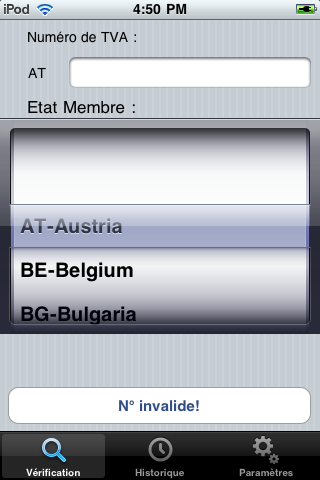 iPod 4:50 PM
Numéro de TVA :
AT
Etat Membre :
AT-Austria
BE-Belgium
BG-Bulgaria
N° invalide!
Vérification Historique Paramètres